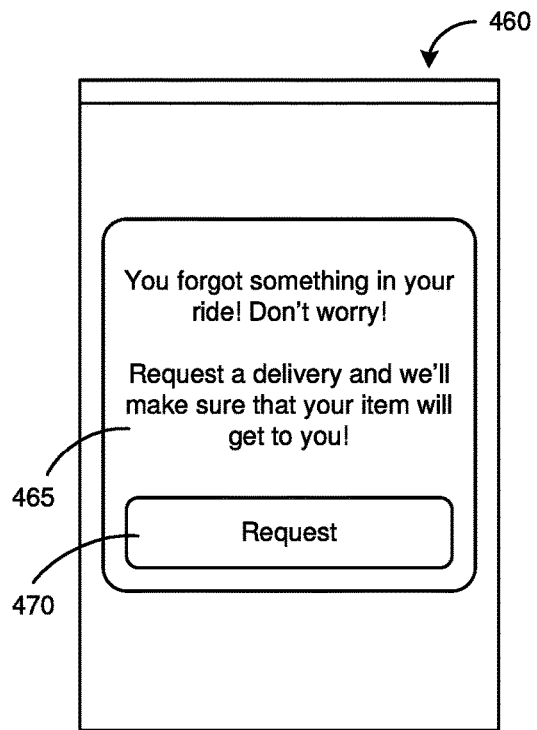 460
You forgot something in your
ride! Don't worry!
Request a delivery and we'll
make sure that your item will
get to you!
465
Request
470